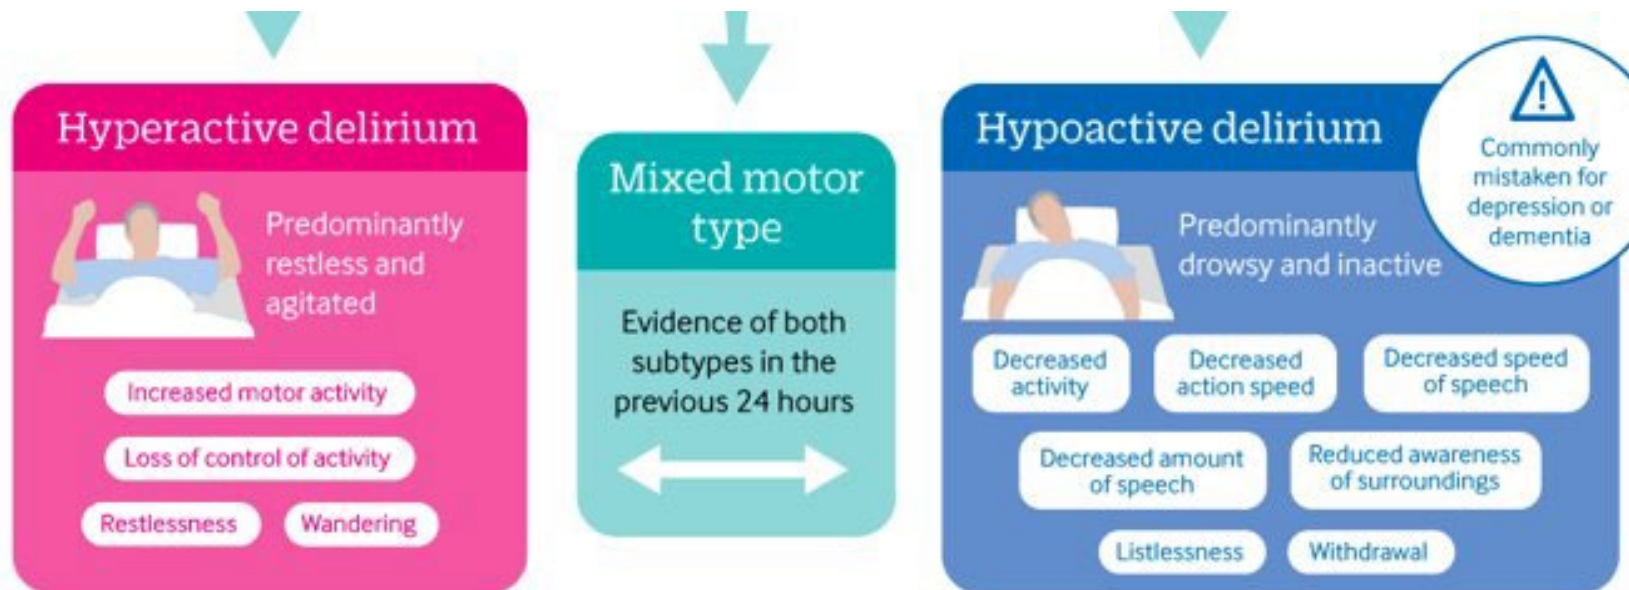 Hyperactive delirium
Predominantly
restless and
agitated
Increased motor activity
Loss of control of activity
Restlessness
Wandering
Mixed motor
type
Evidence of both
subtypes in the
previous 24 hours
Hypoactive delirium
!
Commonly
mistaken for
depression or
dementia
Predominantly
drowsy and inactive
Decreased
activity
Decreased
action speed
Decreased speed
of speech
Decreased amount
of speech
Reduced awareness
of surroundings
Listlessness
Withdrawal